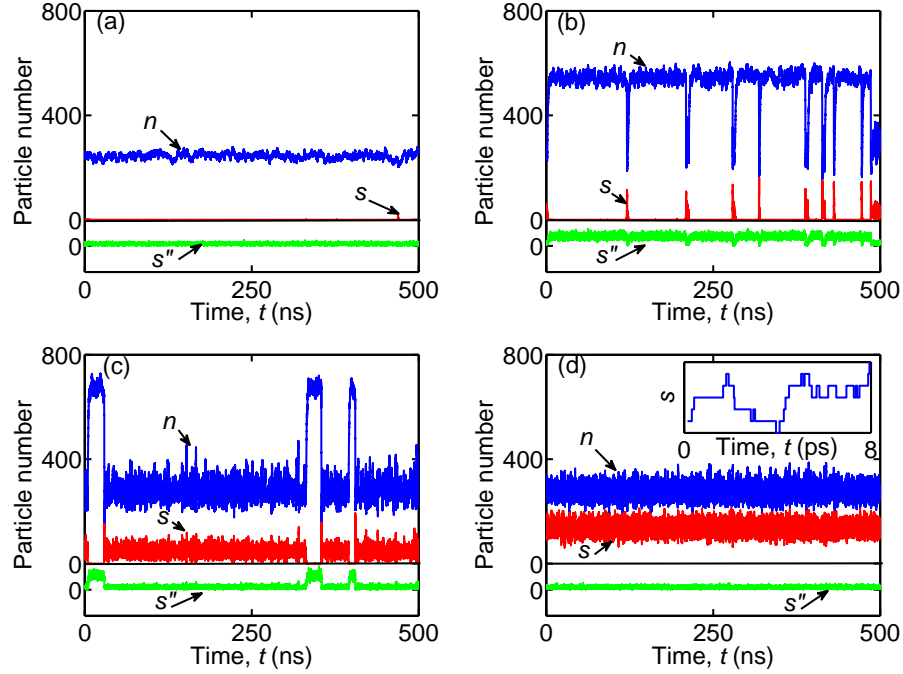 (a)
800
400
0
0
Particle number
n
s
s″
0
250
500
Time, t (ns)
(b)
800
400
0
0
Particle number
n
s
s″
0
250
500
Time, t (ns)
(c)
800
400
0
0
Particle number
n
s
s″
0
250
500
Time, t (ns)
(d)
800
400
0
0
Particle number
s
0
Time, t (ps)
8
n
s
s″
0
250
500
Time, t (ns)